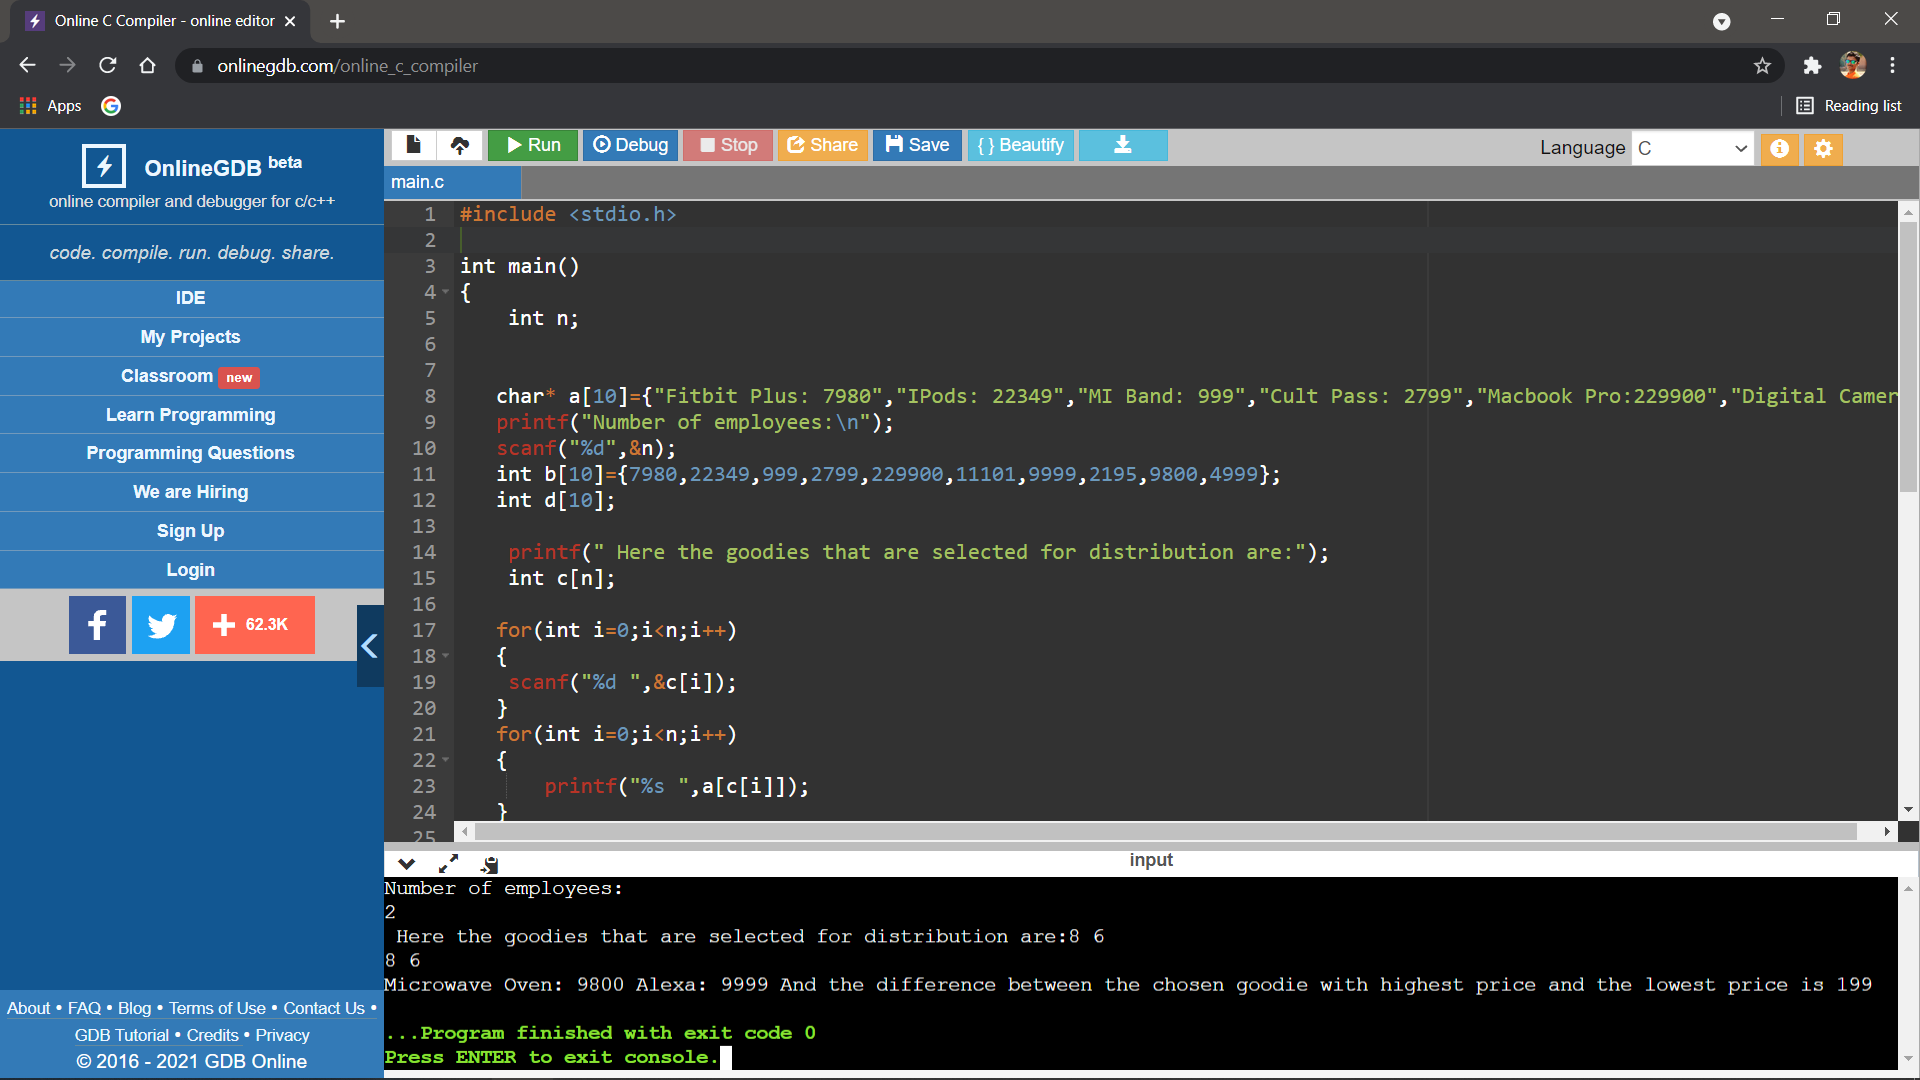 Online C Compiler - online editor
onlinegdb.com/online_c_compiler
Apps
Reading list
OnlineGDB beta
online compiler and debugger for c/c++
code. compile. run. debug. share.
IDE
My Projects
Classroom new
Learn Programming
Programming Questions
We are Hiring
Sign Up
Login
f
62.3K
About • FAQ • Blog • Terms of Use • Contact Us •
GDB Tutorial • Credits • Privacy
© 2016 - 2021 GDB Online
Run Debug Stop Share Save { } Beautify
Language C
main.c
1 #include <stdio.h>
2
3 int main()
4 {
5 int n;
6
7
8 char* a[10]={"Fitbit Plus: 7980","IPods: 22349","MI Band: 999","Cult Pass: 2799","Macbook Pro:229900","Digital Camer
9 printf("Number of employees:\n");
10 scanf("%d",&n);
11 int b[10]={7980,22349,999,2799,229900,11101,9999,2195,9800,4999};
12 int d[10];
13
14 printf(" Here the goodies that are selected for distribution are:");
15 int c[n];
16
17 for(int i=0;i<n;i++)
18 {
19 scanf("%d ",&c[i]);
20 }
21 for(int i=0;i<n;i++)
22 {
23 printf("%s ",a[c[i]]);
24 }
25
input
Number of employees:
2
Here the goodies that are selected for distribution are:8 6
8 6
Microwave Oven: 9800 Alexa: 9999 And the difference between the chosen goodie with highest price and the lowest price is 199
...Program finished with exit code 0
Press ENTER to exit console.